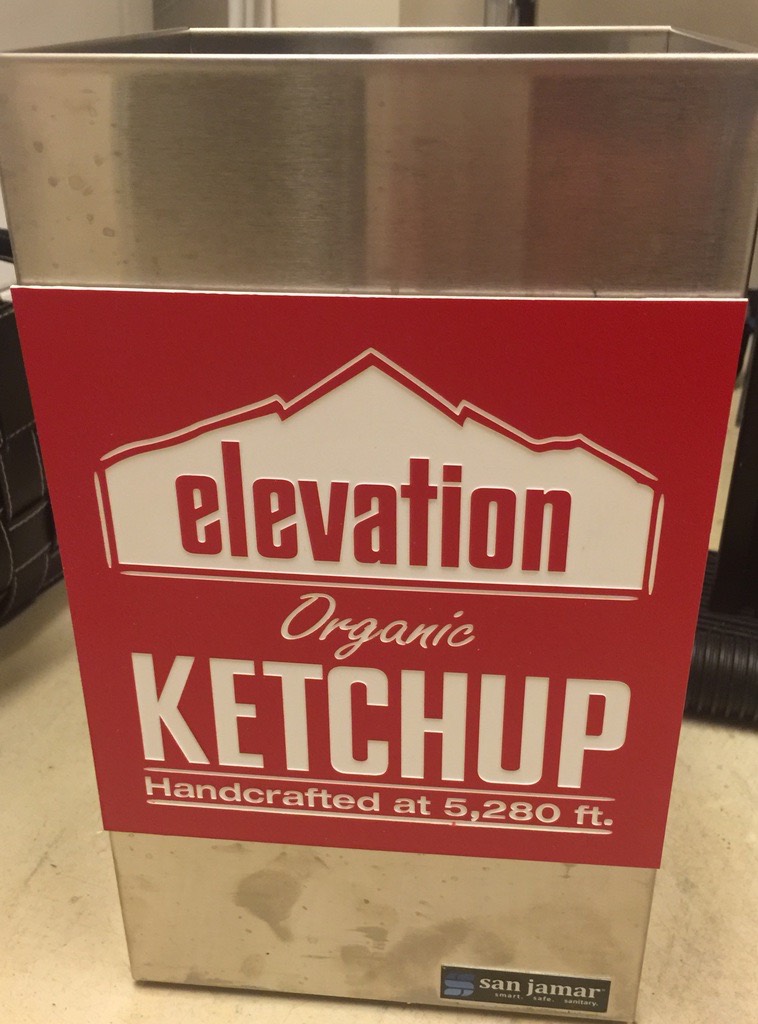 elevation
Organic
KETCHUP
Handcrafted at 5,280 ft.
san jamar
smart. safe. sanitary.